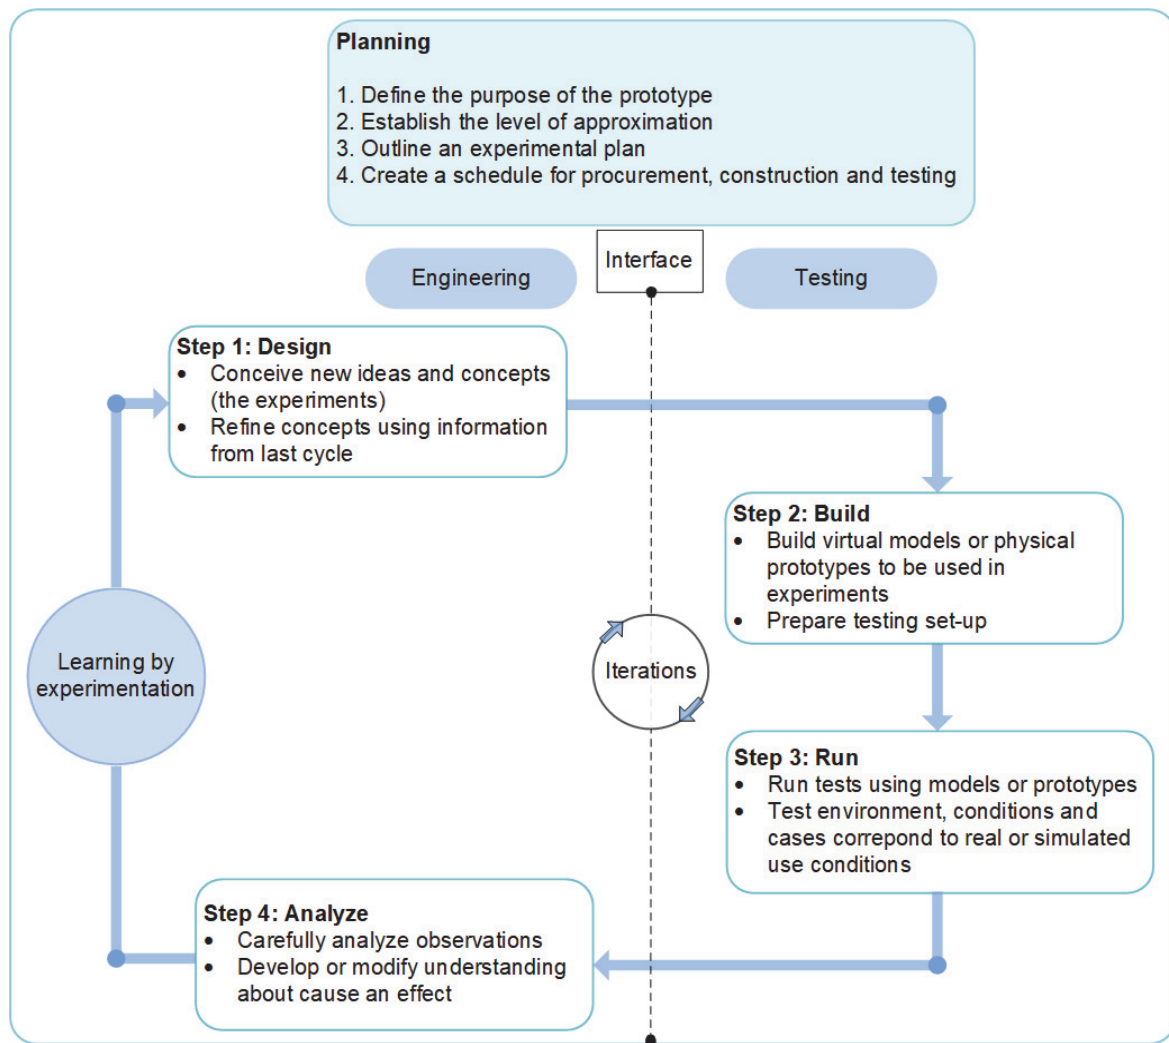 Planning
1. Define the purpose of the prototype
2. Establish the level of approximation
3. Outline an experimental plan
4. Create a schedule for procurement, construction and testing
Engineering
Interface
Testing
Step 1: Design
• Conceive new ideas and concepts
(the experiments)
• Refine concepts using information
from last cycle
Step 2: Build
• Build virtual models or physical
prototypes to be used in
experiments
• Prepare testing set-up
Learning by
experimentation
Iterations
Step 3: Run
• Run tests using models or prototypes
• Test environment, conditions and
cases correpond to real or simulated
use conditions
Step 4: Analyze
• Carefully analyze observations
• Develop or modify understanding
about cause an effect